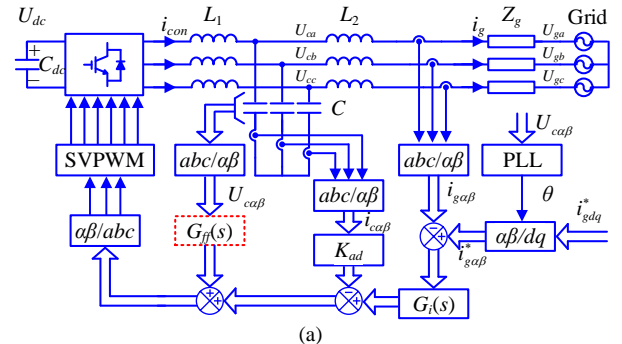 U_dc i_con L_1 L_2 i_g Z_g Grid
U_ca U_ga
+ C_dc U_cb U_gb
− U_cc U_gc
C
SVPWM abc/αβ abc/αβ abc/αβ PLL U_cαβ
U_cαβ i_cαβ i_gαβ θ i*_gdq
αβ/abc G_ff(s) K_ad − + i*_gαβ αβ/dq
+ + − + G_i(s)
(a)